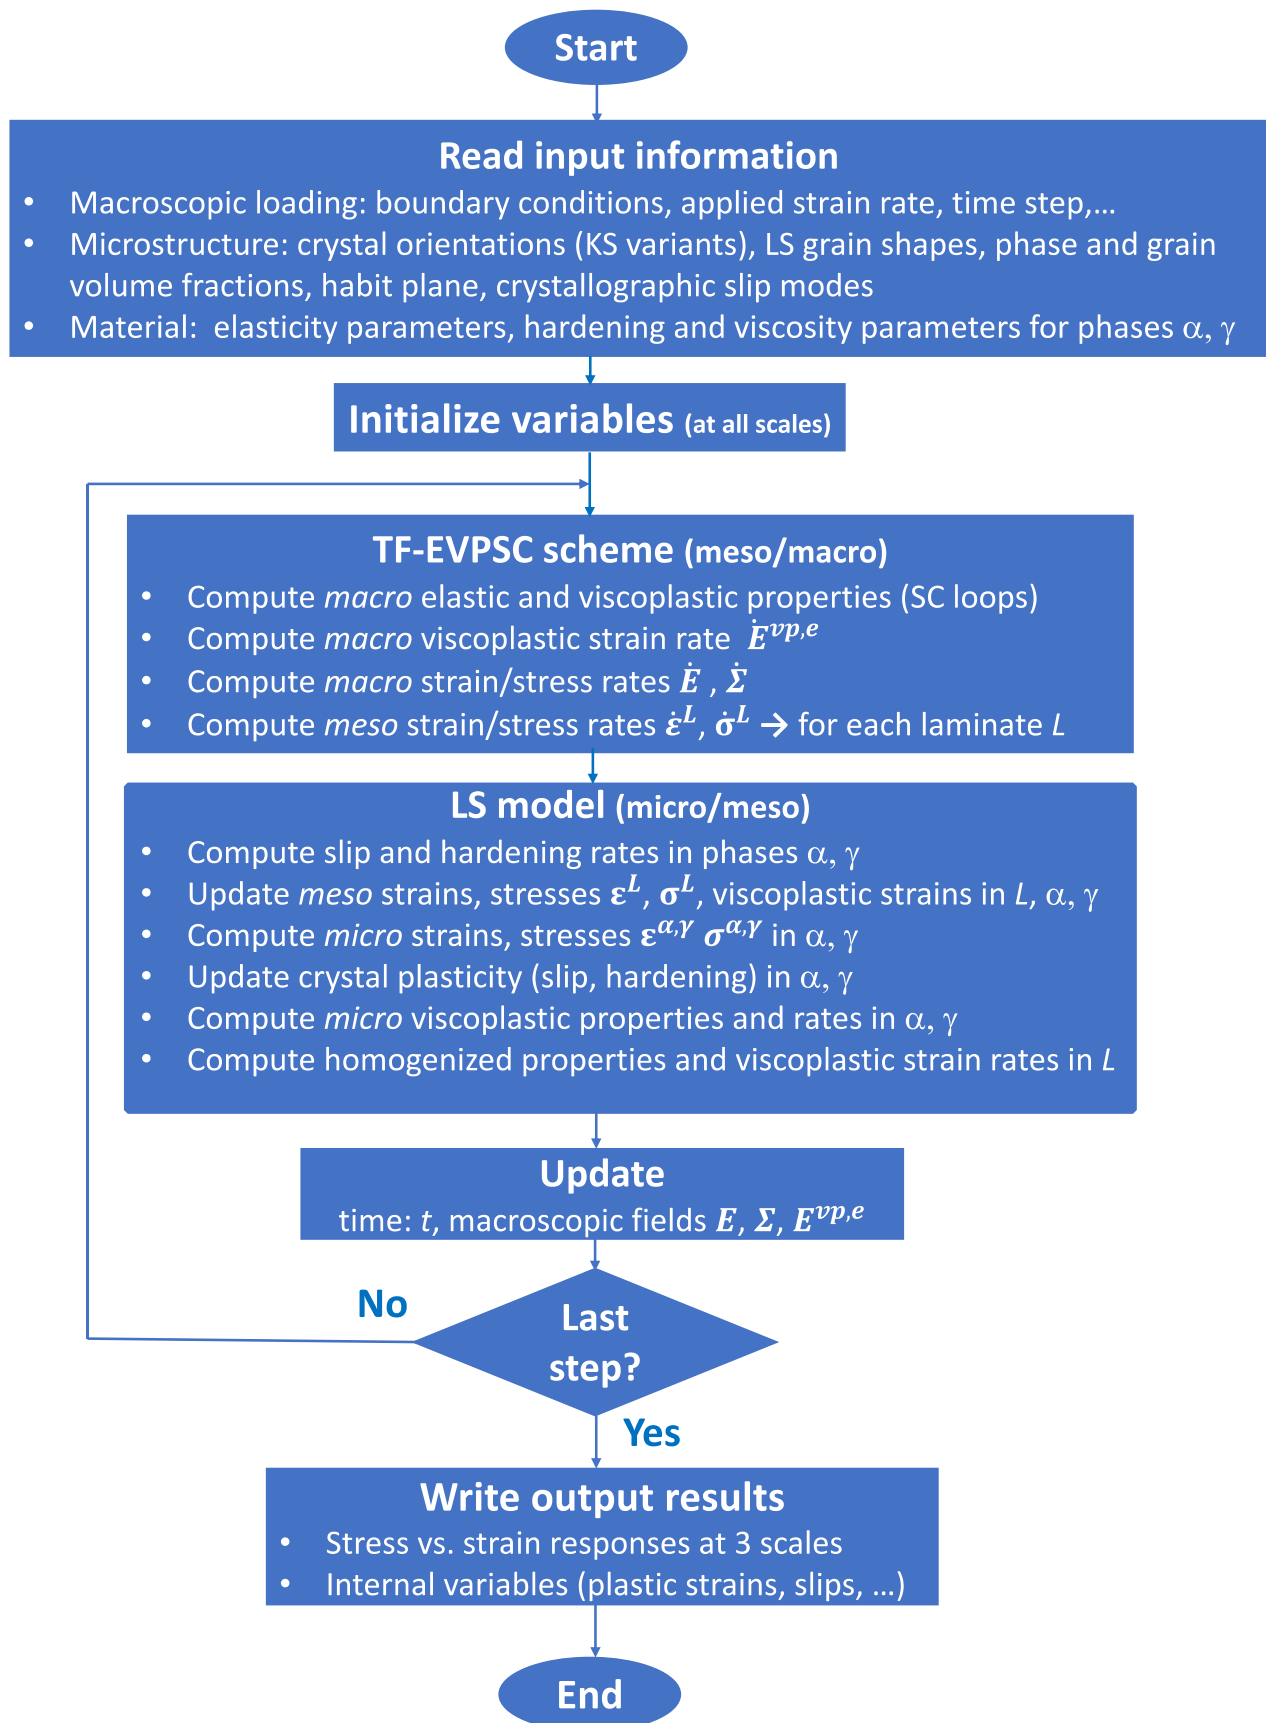 Start
Read input information
• Macroscopic loading: boundary conditions, applied strain rate, time step,...
• Microstructure: crystal orientations (KS variants), LS grain shapes, phase and grain
volume fractions, habit plane, crystallographic slip modes
• Material: elasticity parameters, hardening and viscosity parameters for phases α, γ
Initialize variables (at all scales)
TF-EVPSC scheme (meso/macro)
• Compute macro elastic and viscoplastic properties (SC loops)
• Compute macro viscoplastic strain rate Ė^{vp,e}
• Compute macro strain/stress rates Ė , Σ̇
• Compute meso strain/stress rates ε̇^L, σ̇^L → for each laminate L
LS model (micro/meso)
• Compute slip and hardening rates in phases α, γ
• Update meso strains, stresses ε^L, σ^L, viscoplastic strains in L, α, γ
• Compute micro strains, stresses ε^{α,γ} σ^{α,γ} in α, γ
• Update crystal plasticity (slip, hardening) in α, γ
• Compute micro viscoplastic properties and rates in α, γ
• Compute homogenized properties and viscoplastic strain rates in L
Update
time: t, macroscopic fields E, Σ, E^{vp,e}
No
Last
step?
Yes
Write output results
• Stress vs. strain responses at 3 scales
• Internal variables (plastic strains, slips, ...)
End